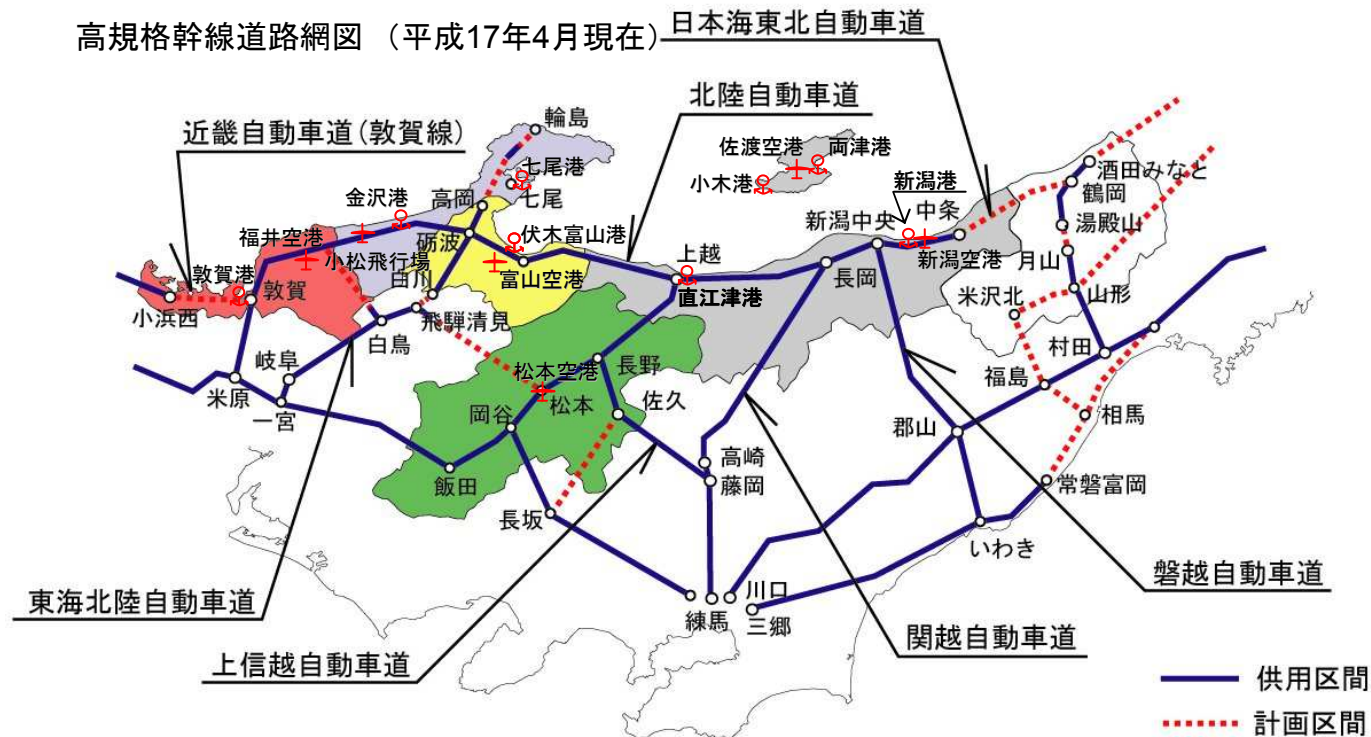 高規格幹線道路網図 （平成17年4月現在）
日本海東北自動車道
北陸自動車道
近畿自動車道(敦賀線)
輪島
七尾港
七尾
高岡
金沢港
佐渡空港
両津港
小木港
新潟港
中条
新潟中央
新潟空港
酒田みなと
鶴岡
湯殿山
月山
山形
米沢北
村田
福島
相馬
福井空港
小松飛行場
砺波
伏木富山港
富山空港
上越
直江津港
長岡
敦賀港
敦賀
小浜西
白川
飛騨清見
白鳥
岐阜
米原
一宮
松本空港
松本
長野
佐久
岡谷
飯田
長坂
高崎
藤岡
郡山
常磐富岡
いわき
練馬
川口
三郷
東海北陸自動車道
上信越自動車道
関越自動車道
磐越自動車道
供用区間
計画区間